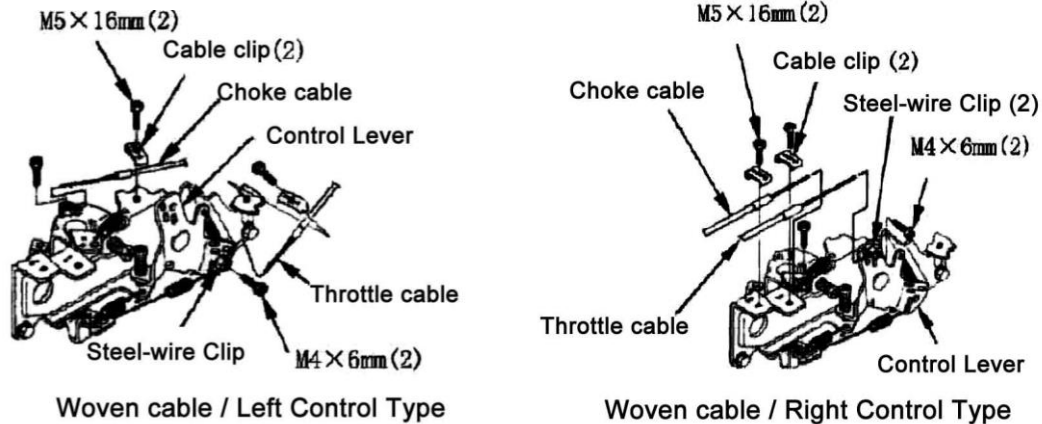 M5×16mm(2)
Cable clip(2)
Choke cable
Control Lever
Throttle cable
Steel-wire Clip
M4×6mm(2)
Woven cable / Left Control Type
M5×16mm(2)
Cable clip (2)
Choke cable
Steel-wire Clip (2)
M4×6mm(2)
Throttle cable
Control Lever
Woven cable / Right Control Type